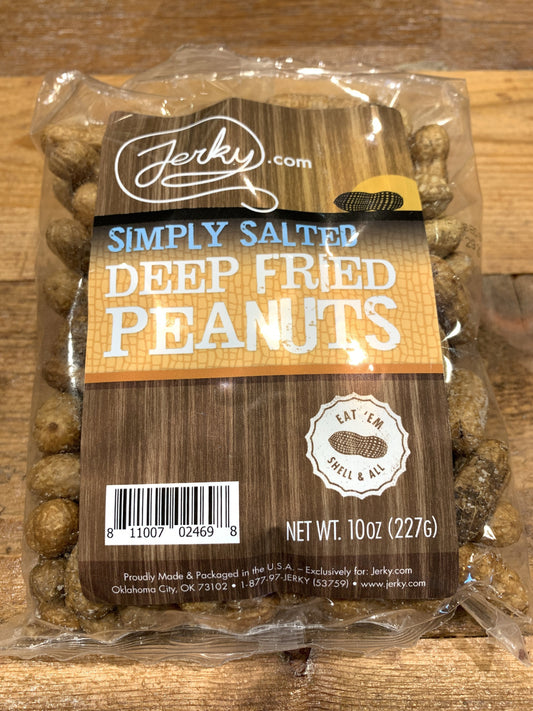 Jerky.com
SIMPLY SALTED
DEEP FRIED
PEANUTS
EAT 'EM
SHELL & ALL
8 11007 02469 8
NET WT. 10OZ (227G)
Proudly Made & Packaged in the U.S.A. – Exclusively for: Jerky.com
Oklahoma City, OK 73102 • 1-877-97-JERKY (53759) • www.jerky.com